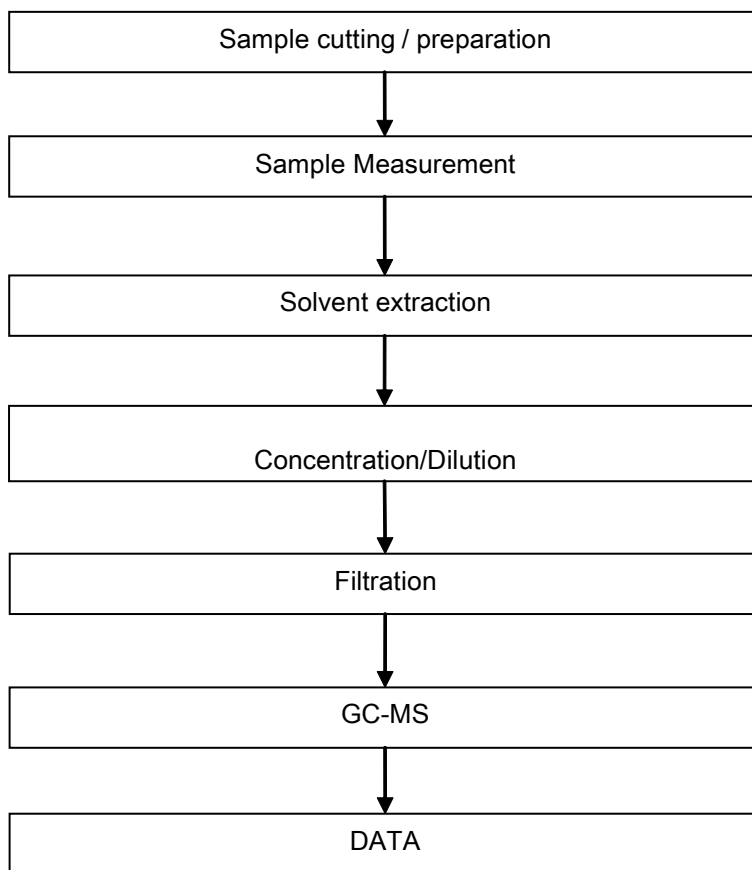 Sample cutting / preparation
Sample Measurement
Solvent extraction
Concentration/Dilution
Filtration
GC-MS
DATA